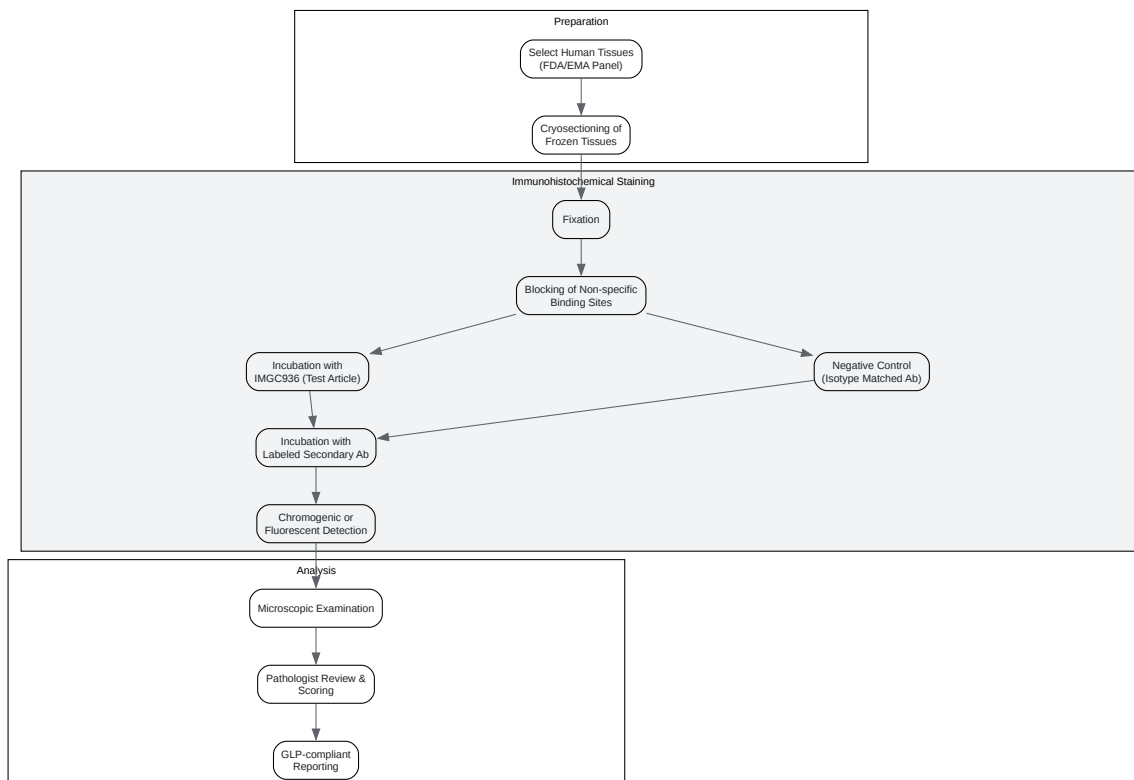 Preparation
Select Human Tissues
(FDA/EMA Panel)
Cryosectioning of
Frozen Tissues
Immunohistochemical Staining
Fixation
Blocking of Non-specific
Binding Sites
Incubation with
IMGC936 (Test Article)
Negative Control
(Isotype Matched Ab)
Incubation with
Labeled Secondary Ab
Chromogenic or
Fluorescent Detection
Analysis
Microscopic Examination
Pathologist Review &
Scoring
GLP-compliant
Reporting